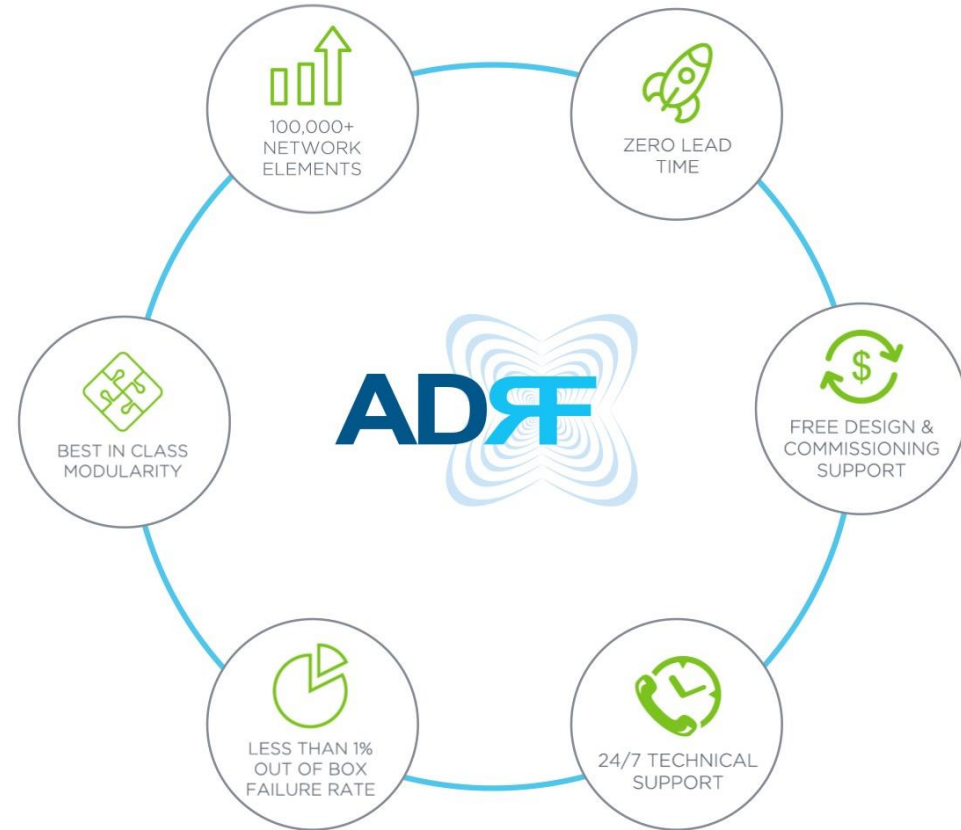 100,000+
NETWORK
ELEMENTS
ZERO LEAD
TIME
$
FREE DESIGN &
COMMISSIONING
SUPPORT
BEST IN CLASS
MODULARITY
ADRF
LESS THAN 1%
OUT OF BOX
FAILURE RATE
24/7 TECHNICAL
SUPPORT